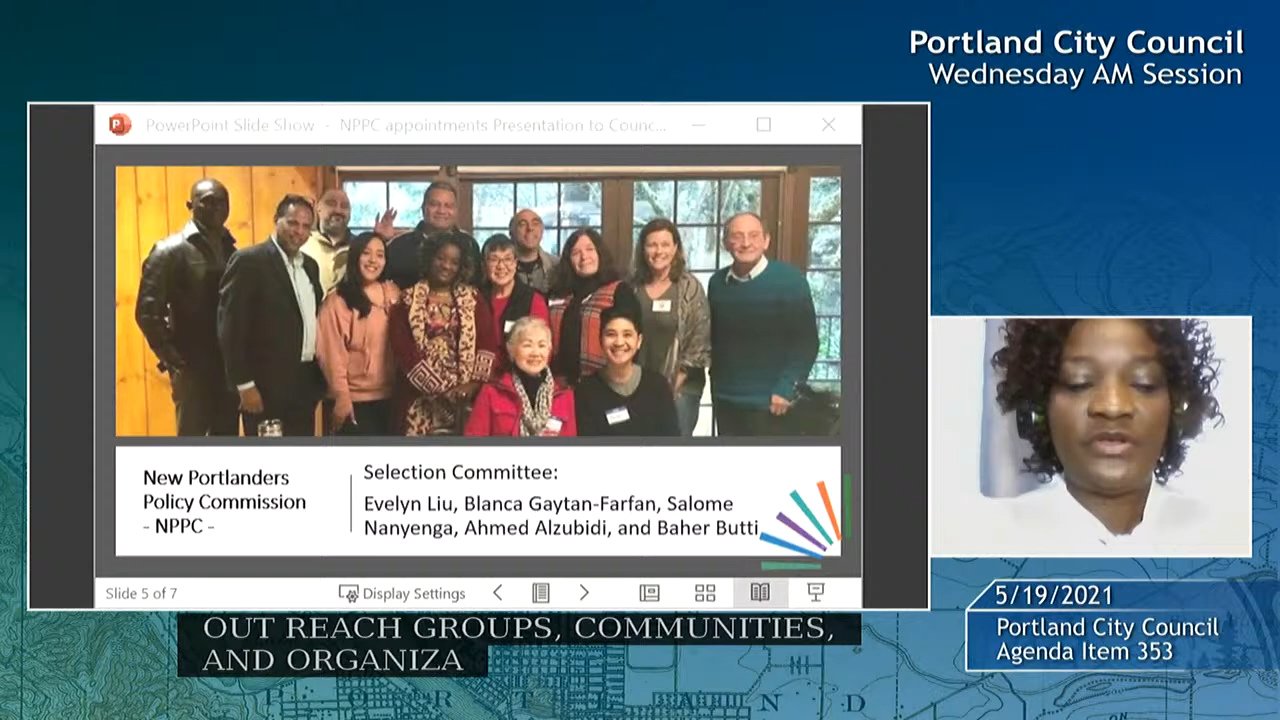 Portland City Council
Wednesday AM Session
PowerPoint Slide Show - NPPC appointments Presentation to Counc...
New Portlanders
Policy Commission
- NPPC -
Selection Committee:
Evelyn Liu, Blanca Gaytan-Farfan, Salome
Nanyenga, Ahmed Alzubidi, and Baher Butti
Slide 5 of 7
Display Settings
5/19/2021
Portland City Council
Agenda Item 353
OUT REACH GROUPS, COMMUNITIES,
AND ORGANIZA
P O R T L A N D